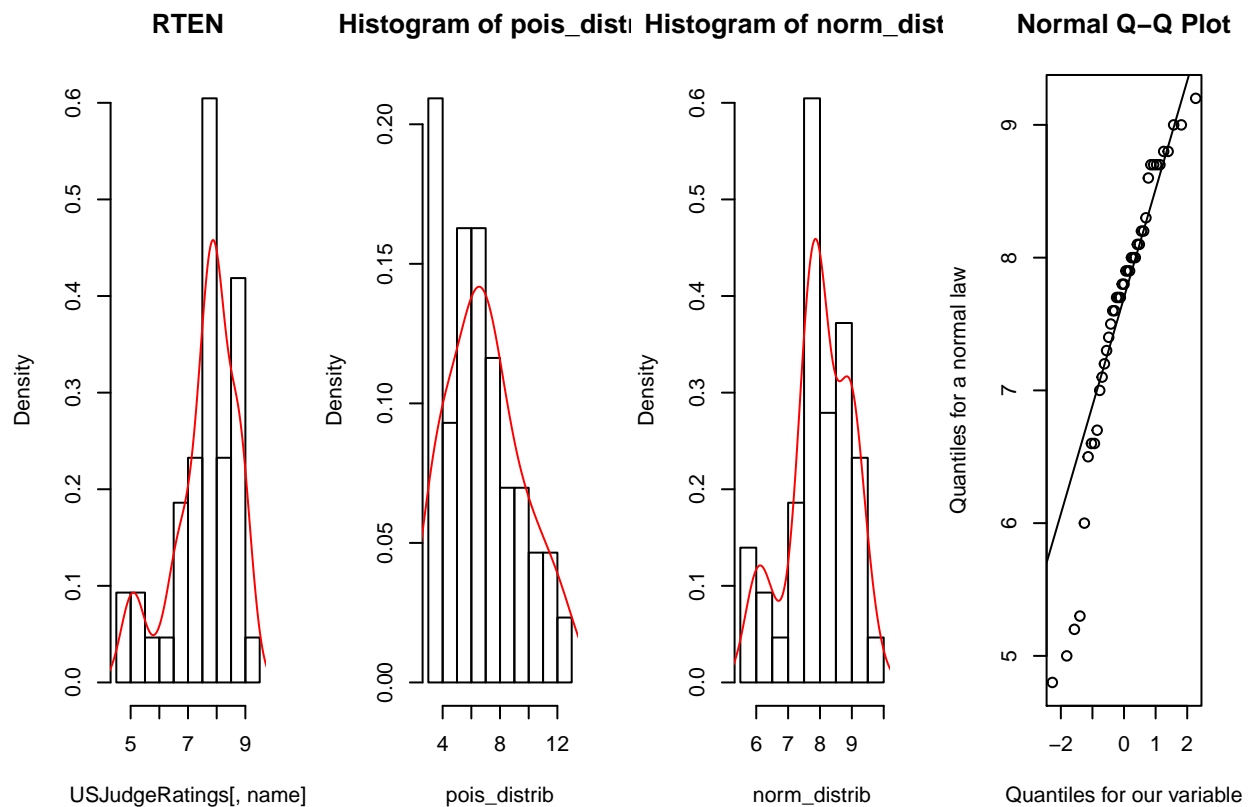 RTEN
Density
0.0 0.1 0.2 0.3 0.4 0.5 0.6
5 7 9
USJudgeRatings[, name]
Histogram of pois_distri
Density
0.00 0.05 0.10 0.15 0.20
4 8 12
pois_distrib
Histogram of norm_dist
Density
0.0 0.1 0.2 0.3 0.4 0.5 0.6
6 7 8 9
norm_distrib
Normal Q−Q Plot
Quantiles for a normal law
5 6 7 8 9
−2 0 1 2
Quantiles for our variable